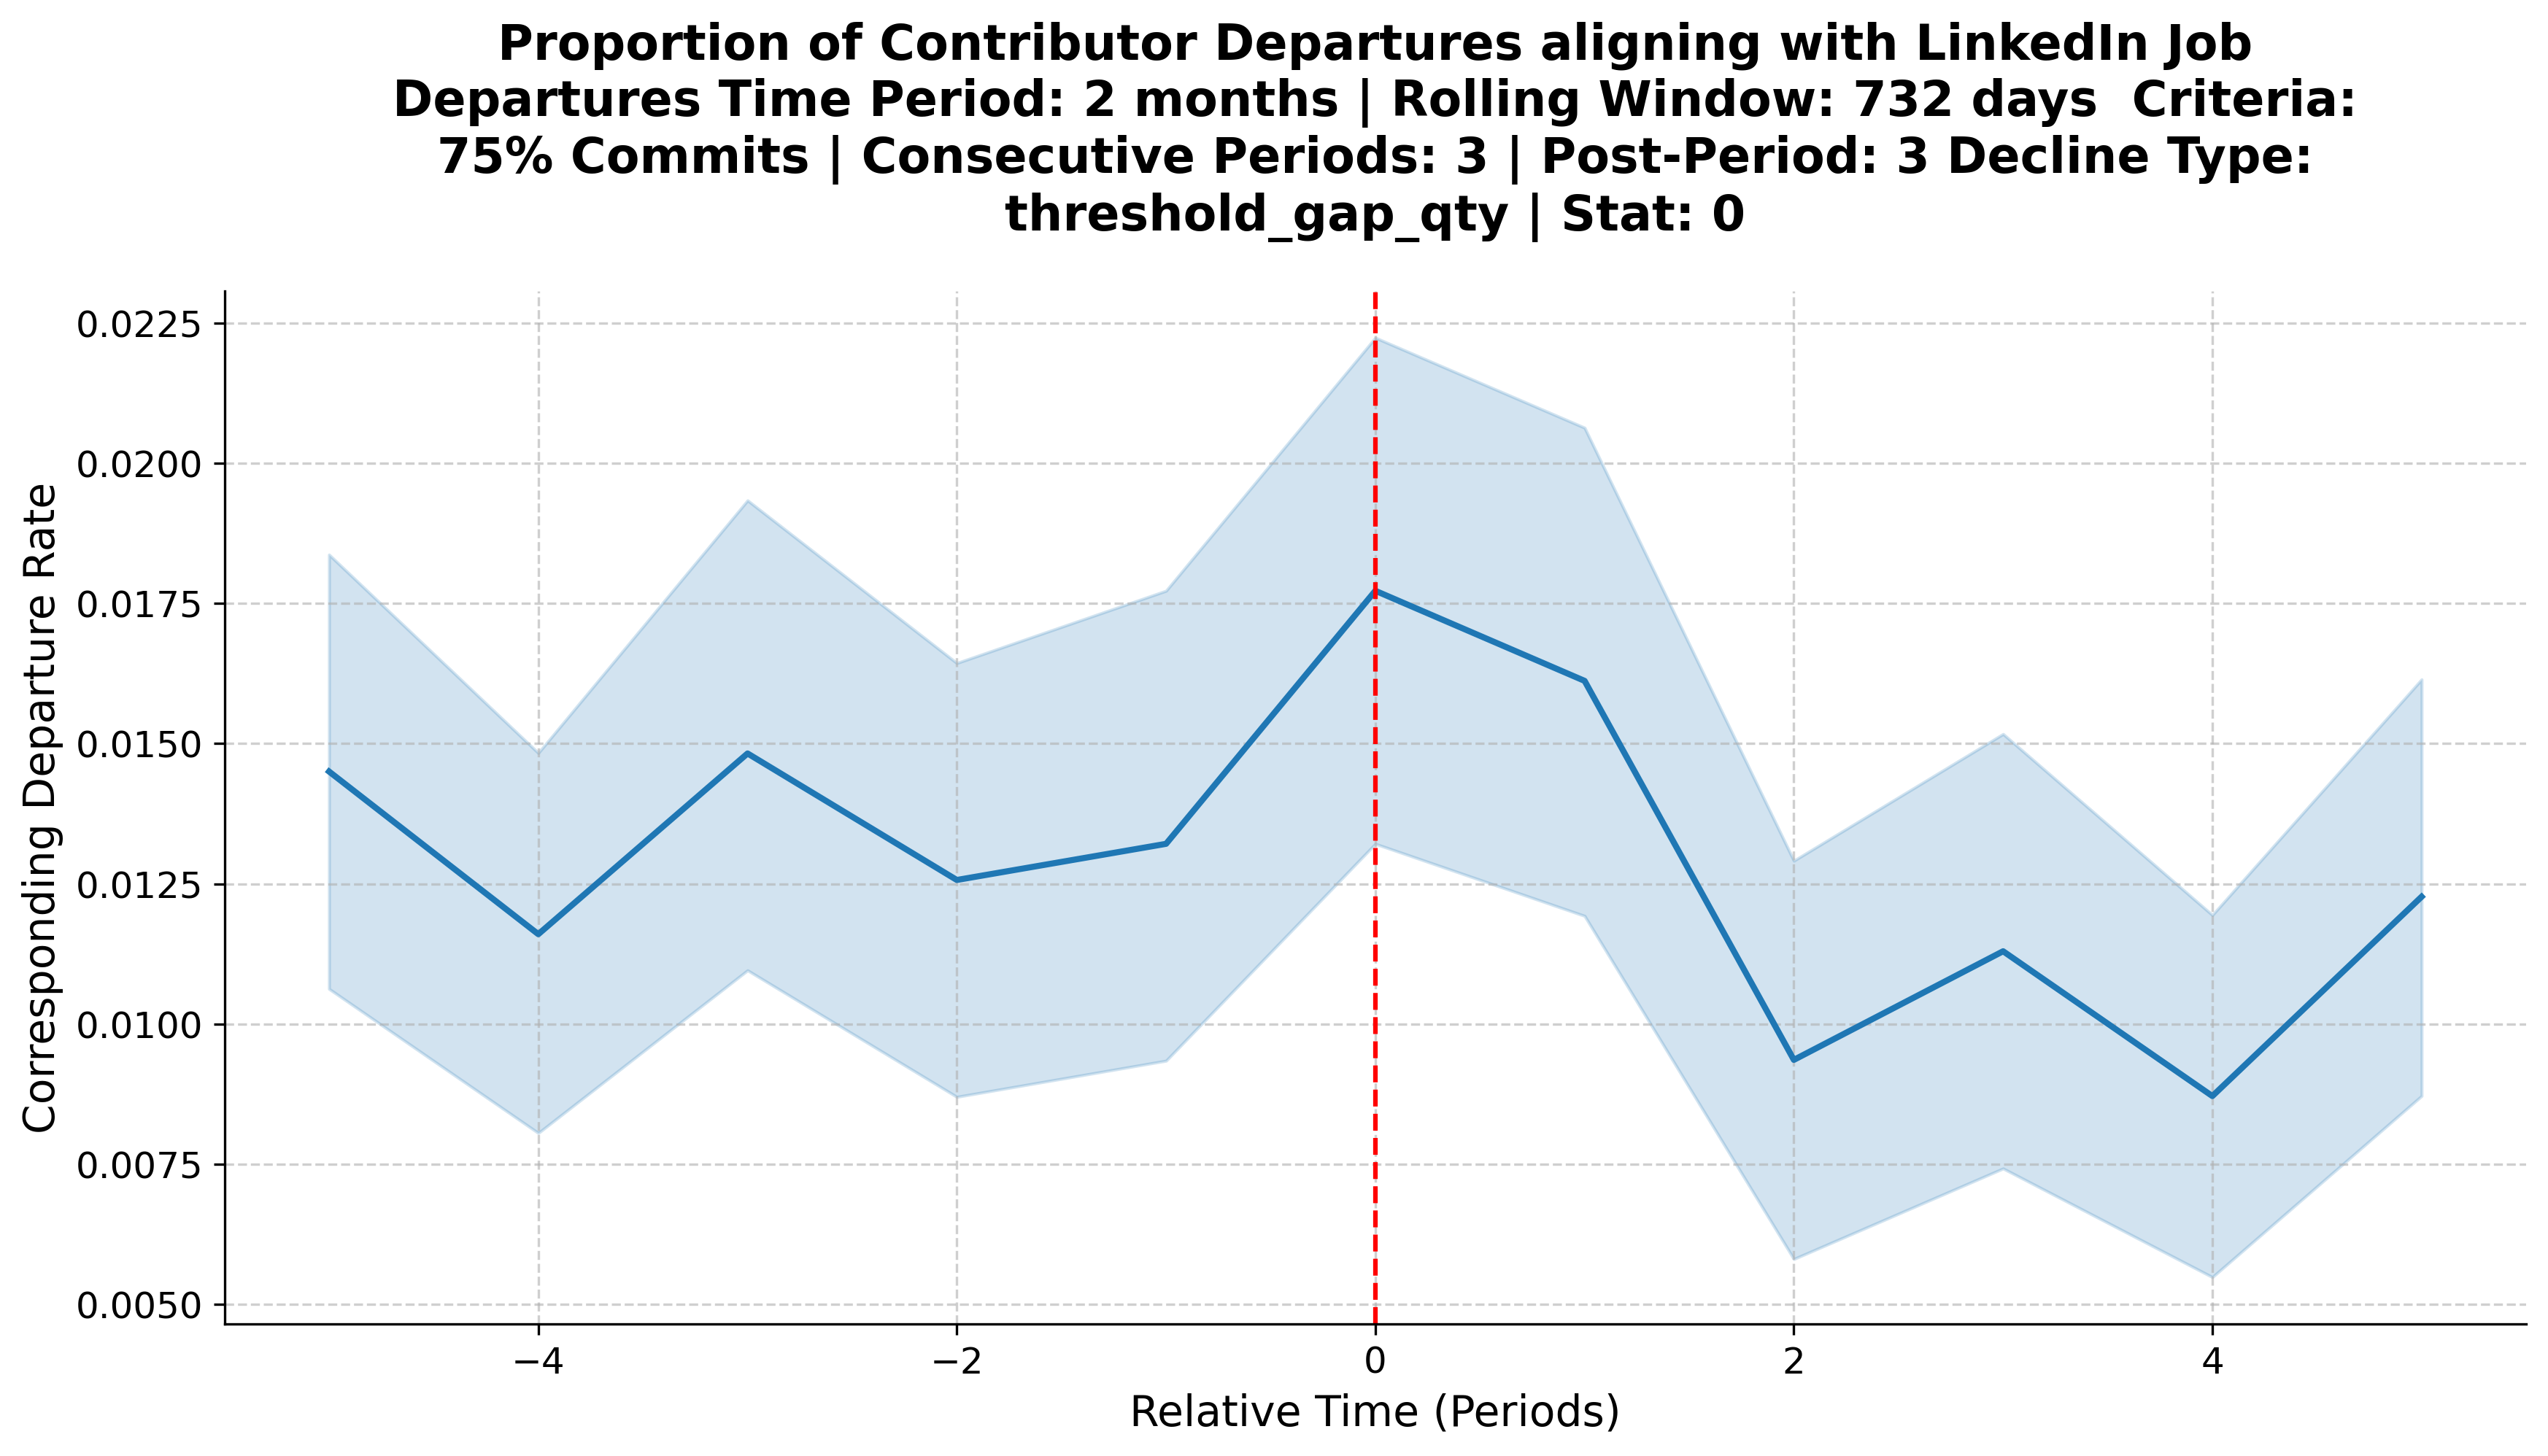 Proportion of Contributor Departures aligning with LinkedIn Job
Departures Time Period: 2 months | Rolling Window: 732 days  Criteria:
75% Commits | Consecutive Periods: 3 | Post-Period: 3 Decline Type:
threshold_gap_qty | Stat: 0
Corresponding Departure Rate
0.0225
0.0200
0.0175
0.0150
0.0125
0.0100
0.0075
0.0050
−4
−2
0
2
4
Relative Time (Periods)